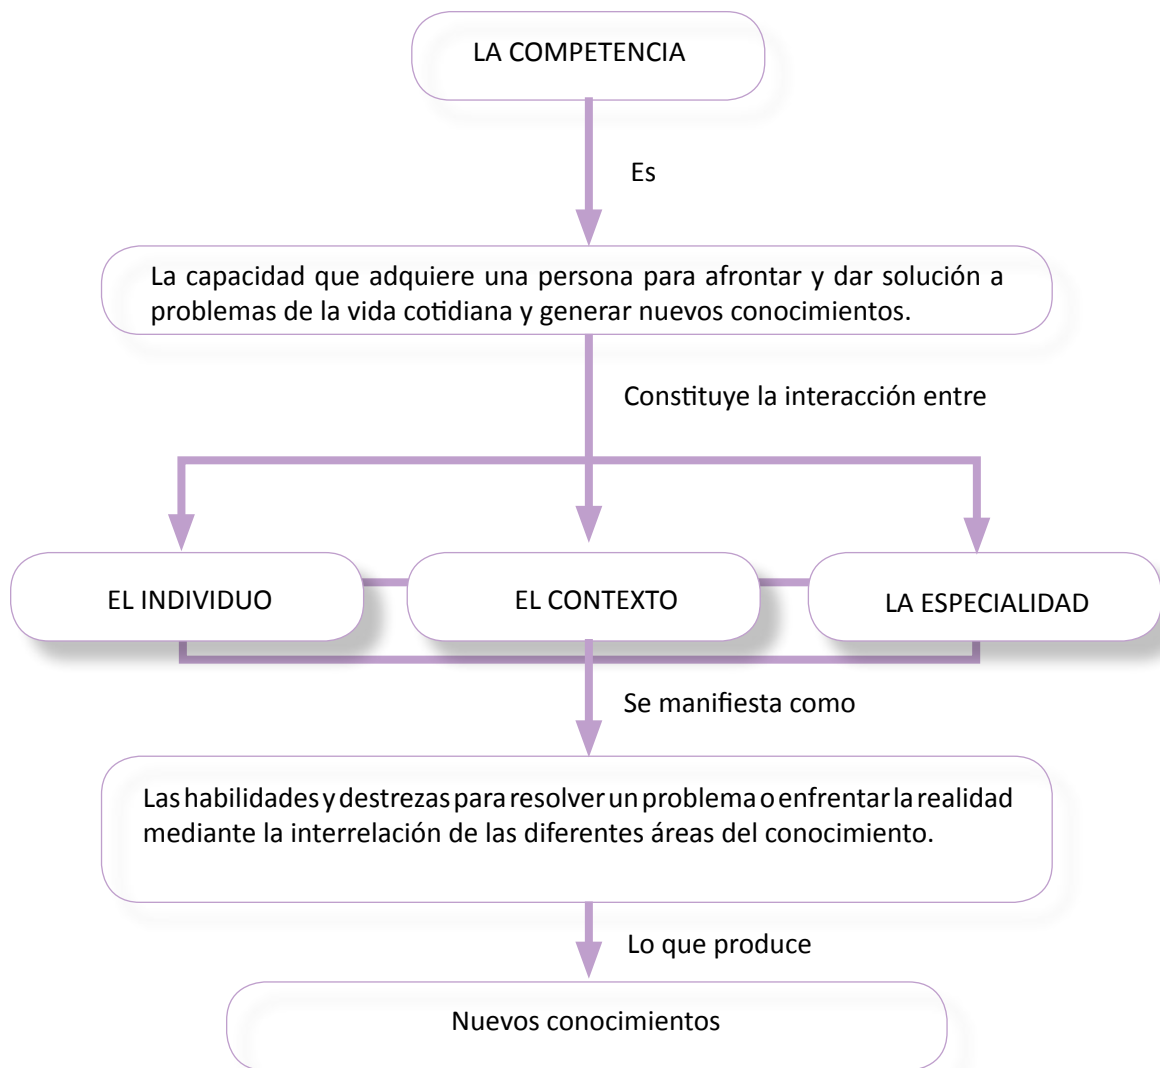 LA COMPETENCIA
Es
La capacidad que adquiere una persona para afrontar y dar solución a
problemas de la vida cotidiana y generar nuevos conocimientos.
Constituye la interacción entre
EL INDIVIDUO
EL CONTEXTO
LA ESPECIALIDAD
Se manifiesta como
Las habilidades y destrezas para resolver un problema o enfrentar la realidad
mediante la interrelación de las diferentes áreas del conocimiento.
Lo que produce
Nuevos conocimientos